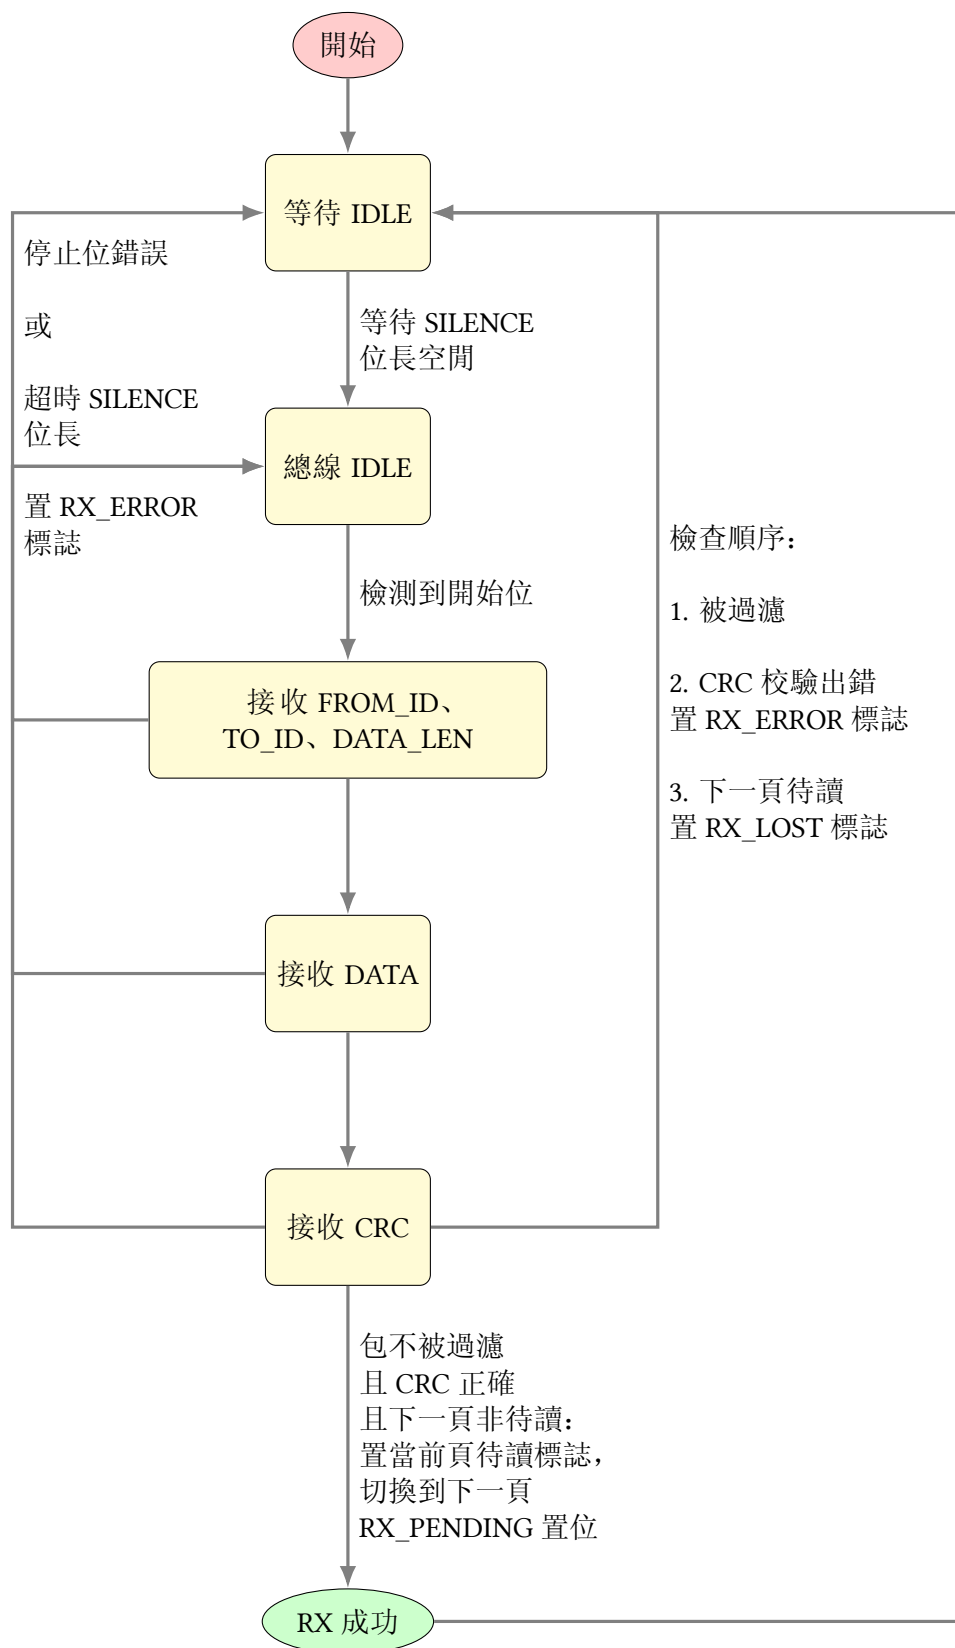 開始
等待 IDLE
停止位錯誤
或
超時 SILENCE
位長
等待 SILENCE
位長空閒
總線 IDLE
置 RX_ERROR
標誌
檢測到開始位
接收 FROM_ID、
TO_ID、DATA_LEN
檢查順序：
1. 被過濾
2. CRC 校驗出錯
置 RX_ERROR 標誌
3. 下一頁待讀
置 RX_LOST 標誌
接收 DATA
接收 CRC
包不被過濾
且 CRC 正確
且下一頁非待讀：
置當前頁待讀標誌，
切換到下一頁
RX_PENDING 置位
RX 成功